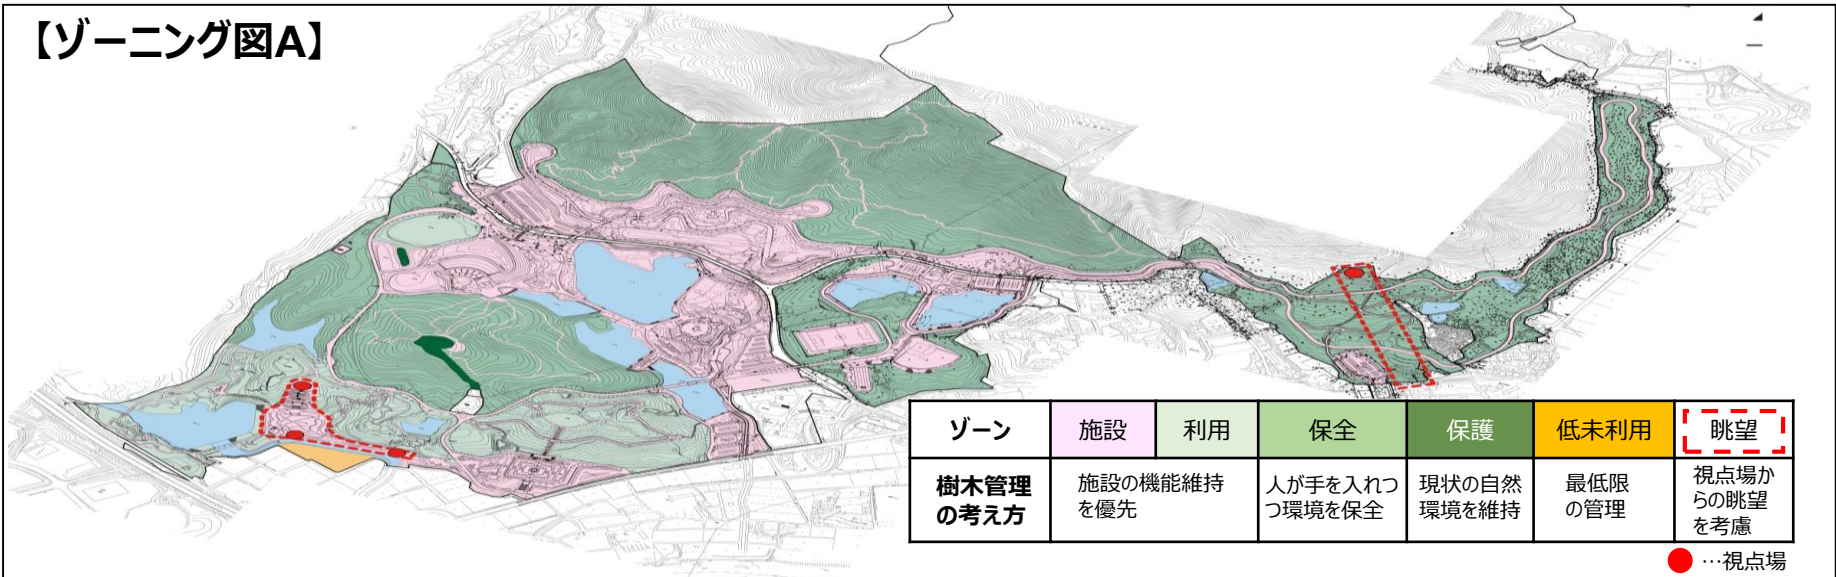 【ゾーニング図A】
ゾーン 施設 利用 保全 保護 低未利用 眺望
樹木管理
の考え方
施設の機能維持
を優先
人が手を入れつ
つ環境を保全
現状の自然
環境を維持
最低限
の管理
視点場か
らの眺望
を考慮
…視点場